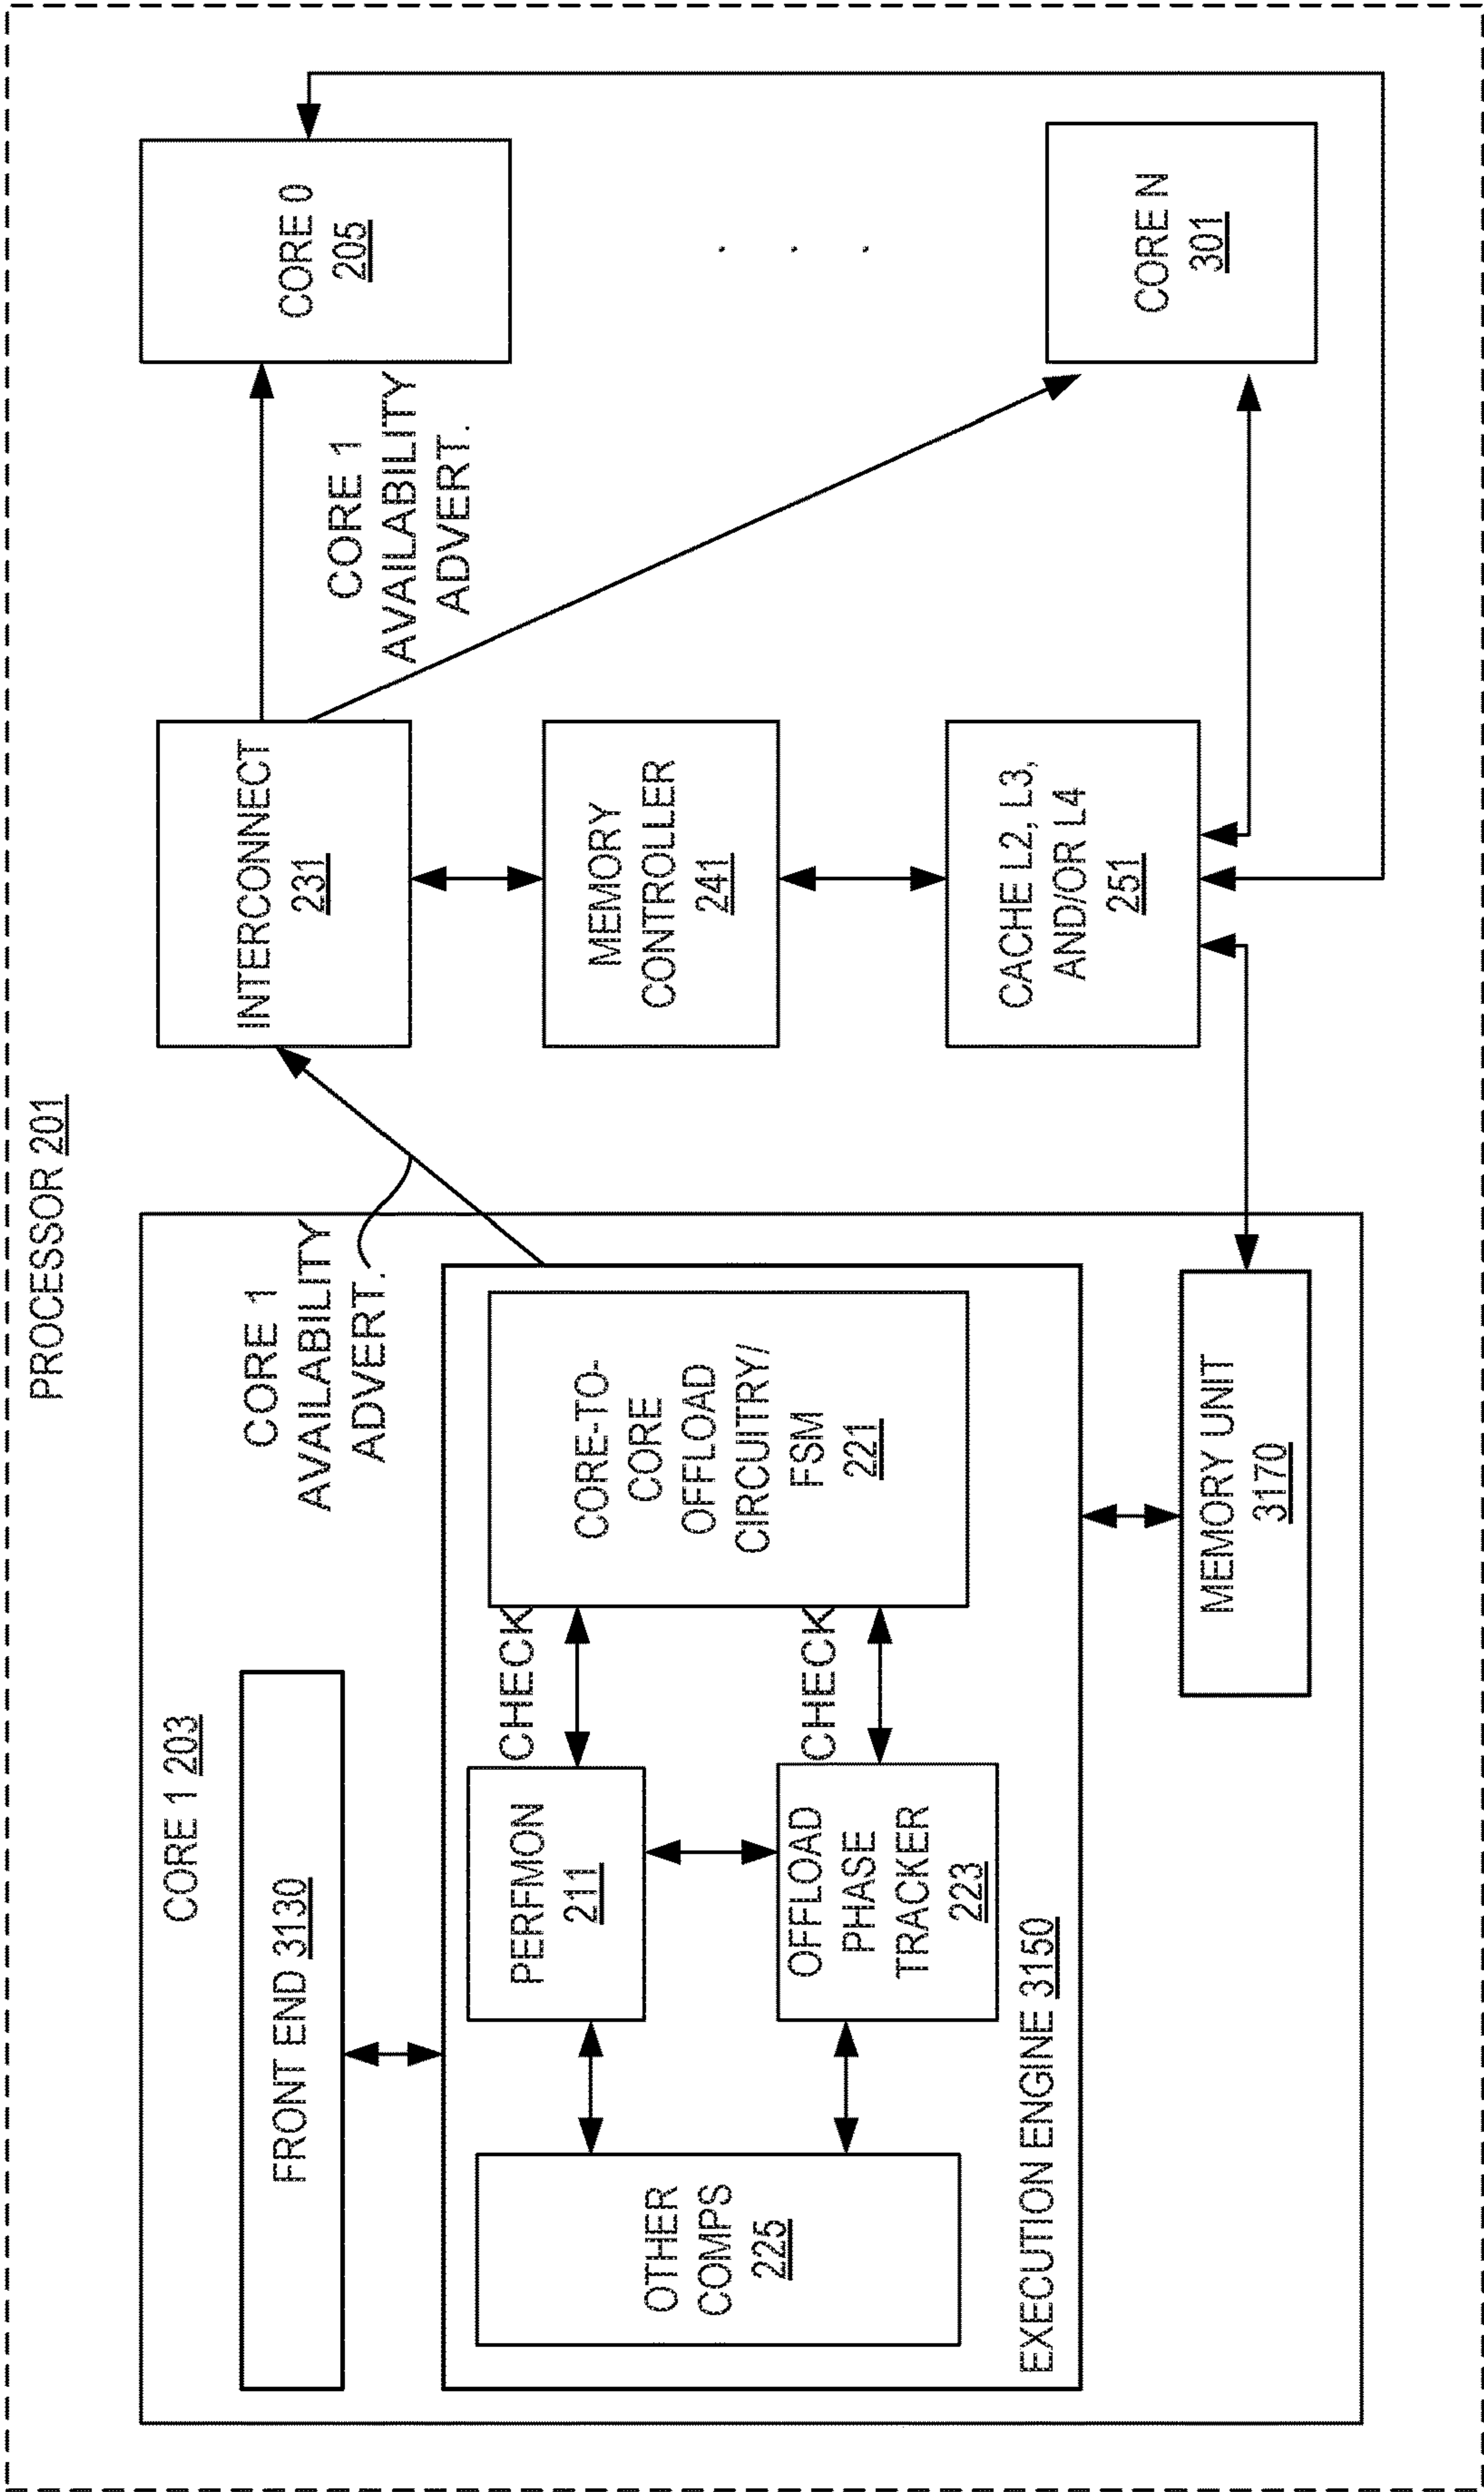 PROCESSOR 201
CORE 1 203
FRONT END 3130
CORE 1
AVAILABILITY
ADVERT.
OTHER
COMPS
225
PERFMON
211
CHECK
OFFLOAD
PHASE
TRACKER
223
CHECK
CORE-TO-
CORE
OFFLOAD
CIRCUITRY/
FSM
221
EXECUTION ENGINE 3150
MEMORY UNIT
3170
INTERCONNECT
231
MEMORY
CONTROLLER
241
CACHE L2, L3,
AND/OR L4
251
CORE 1
AVAILABILITY
ADVERT.
CORE 0
205
. . .
CORE N
301